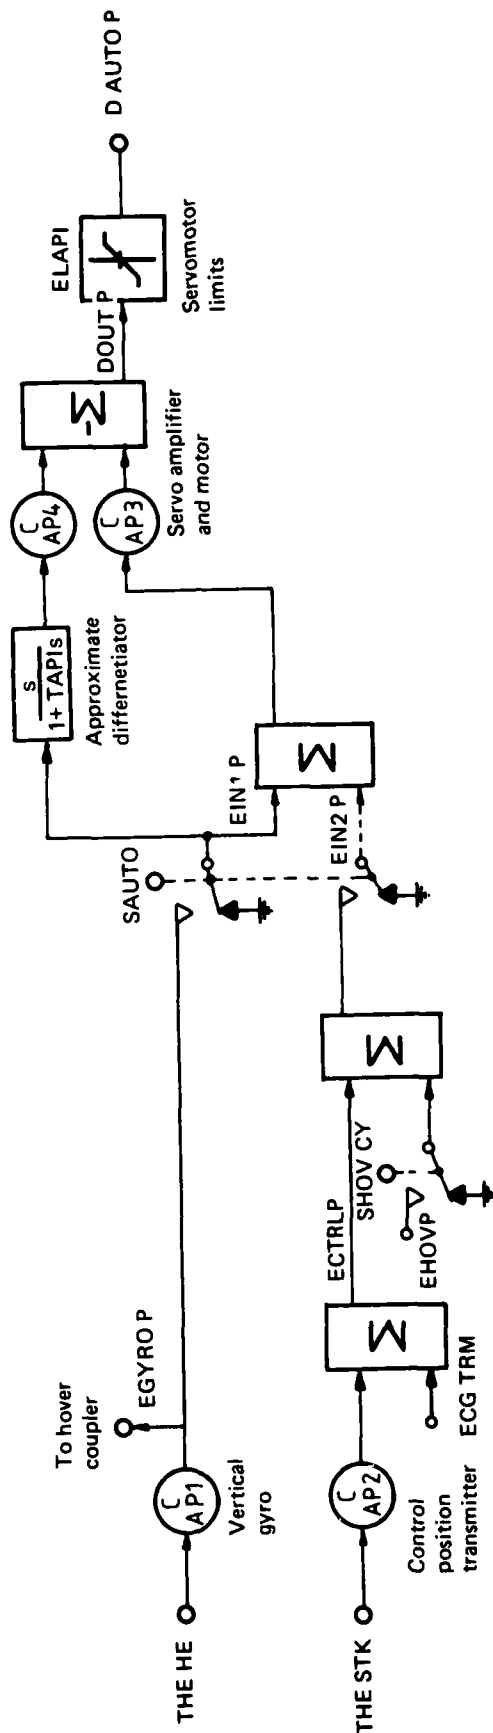 THE HE
C
AP1
Vertical
gyro
To hover
coupler
EGYRO P
SAUTO
EIN1 P
s
1+ TAPIs
Approximate
differnetiator
C
AP4
C
AP3
Servo amplifier
and motor
Σ-
DOUT P
ELAPI
Servomotor
limits
D AUTO P
THE STK
C
AP2
Control
position
transmitter
ECG TRM
Σ
ECTRLP
SHOV CY
EHOVP
Σ
EIN2 P
Σ